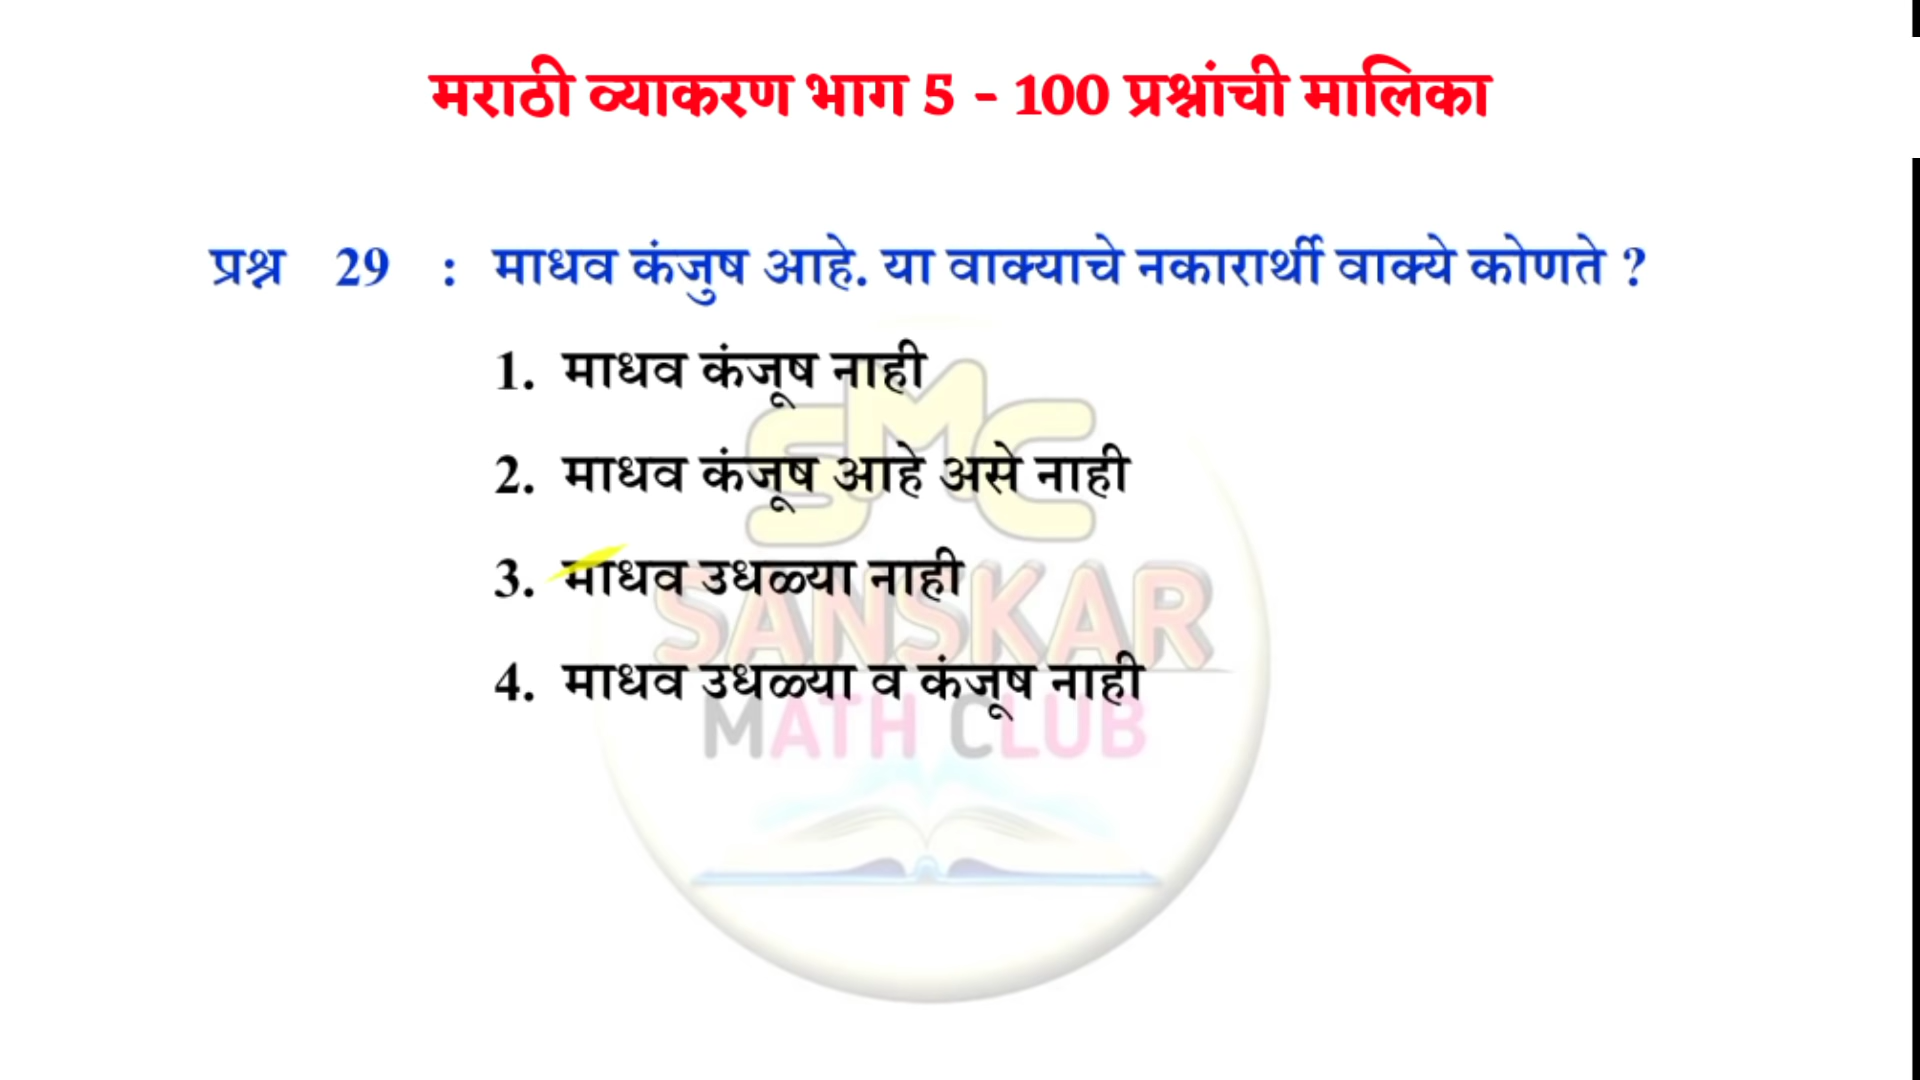 मराठी व्याकरण भाग 5 - 100 प्रश्नांची मालिका
प्रश्न 29 : माधव कंजुष आहे. या वाक्याचे नकारार्थी वाक्ये कोणते ?
1. माधव कंजूष नाही
2. माधव कंजूष आहे असे नाही
3. माधव उधळ्या नाही
4. माधव उधळ्या व कंजूष नाही
SMC
SANSKAR
MATH CLUB